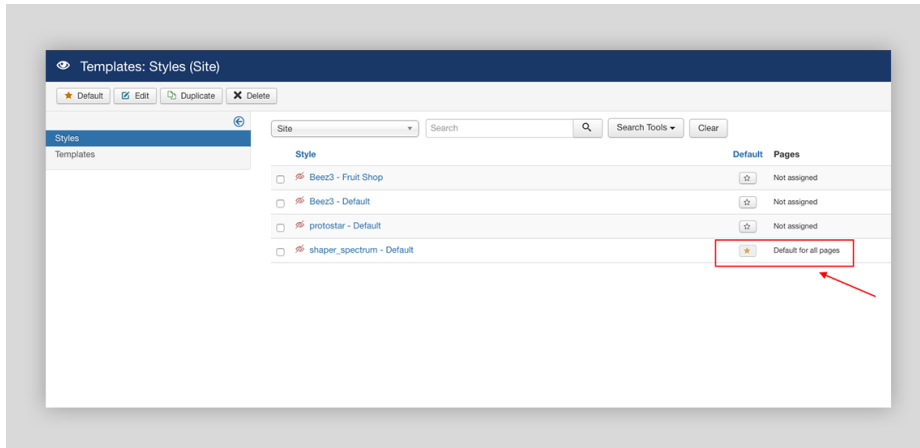 Templates: Styles (Site)
Default Edit Duplicate Delete
Styles
Templates
Site Search Search Tools Clear
Style Default Pages
Beez3 - Fruit Shop Not assigned
Beez3 - Default Not assigned
protostar - Default Not assigned
shaper_spectrum - Default Default for all pages